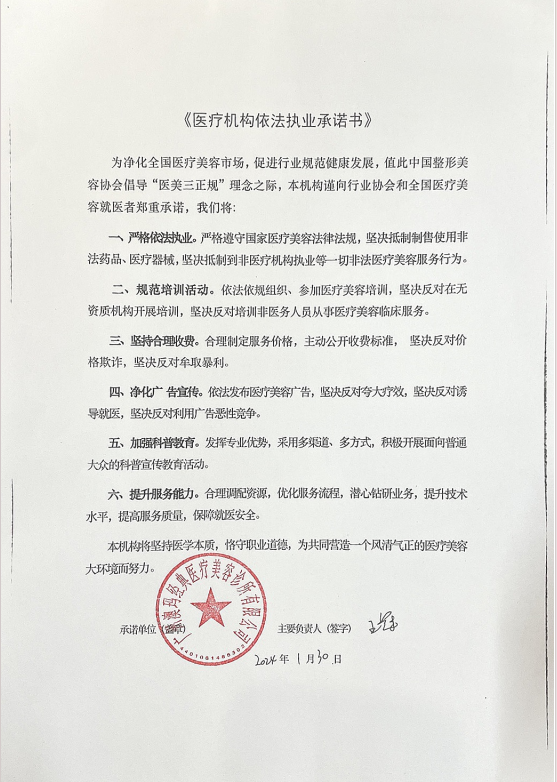 《医疗机构依法执业承诺书》
为净化全国医疗美容市场，促进行业规范健康发展，值此中国整形美
容协会倡导“医美三正规”理念之际，本机构谨向行业协会和全国医疗美
容就医者郑重承诺，我们将：
一、严格依法执业。严格遵守国家医疗美容法律法规，坚决抵制制售使用非
法药品、医疗器械，坚决抵制到非医疗机构执业等一切非法医疗美容服务行为。
二、规范培训活动。依法依规组织、参加医疗美容培训，坚决反对在无
资质机构开展培训，坚决反对培训非医务人员从事医疗美容临床服务。
三、坚持合理收费。合理制定服务价格，主动公开收费标准， 坚决反对价
格欺诈，坚决反对牟取暴利。
四、净化广 告宣传。依法发布医疗美容广告，坚决反对夸大疗效，坚决反对诱
导就医，坚决反对利用广告恶性竞争。
五、加强科普教育。发挥专业优势，采用多渠道、多方式，积极开展面向普通
大众的科普宣传教育活动。
六、提升服务能力。合理调配资源，优化服务流程，潜心钻研业务，提升技术
水平，提高服务质量，保障就医安全。
本机构将坚持医学本质，恪守职业道德，为共同营造一个风清气正的医疗美容
大环境而努力。
承诺单位（盖章） 主要负责人（签字）
医疗美容诊所有限公司
2024年 1月30日